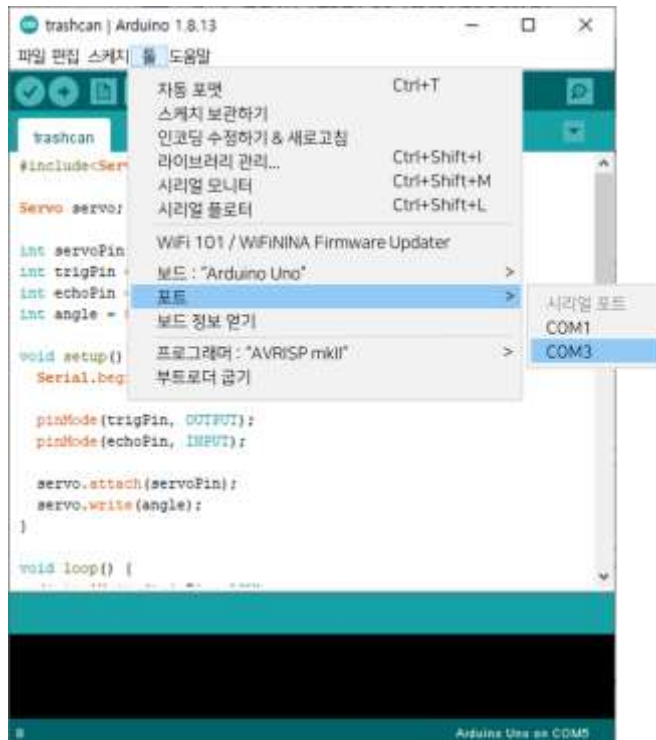 trashcan | Arduino 1.8.13
파일 편집 스케치 툴 도움말
자동 포맷 Ctrl+T
스케치 보관하기
인코딩 수정하기 & 새로고침
라이브러리 관리... Ctrl+Shift+I
시리얼 모니터 Ctrl+Shift+M
시리얼 플로터 Ctrl+Shift+L
WiFi 101 / WiFiNINA Firmware Updater
보드 : "Arduino Uno" >
포트 >
보드 정보 얻기
프로그래머 : "AVRISP mkII" >
부트로더 굽기
시리얼 포트
COM1
COM3
trashcan
#include<Ser
Servo servo;
int servoPin
int trigPin =
int echoPin =
int angle =
void setup()
Serial.beg
pinMode(trigPin, OUTPUT);
pinMode(echoPin, INPUT);
servo.attach(servoPin);
servo.write(angle);
}
void loop() {
Arduino Uno on COM5